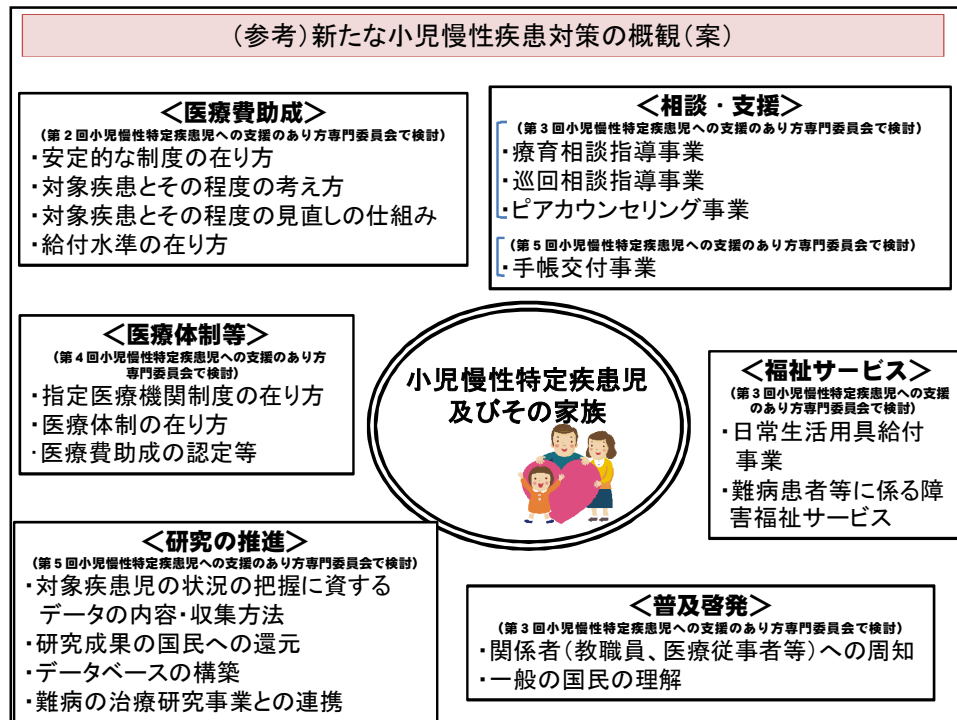 (参考)新たな小児慢性疾患対策の概観(案)
＜医療費助成＞
(第２回小児慢性特定疾患児への支援のあり方専門委員会で検討)
・安定的な制度の在り方
・対象疾患とその程度の考え方
・対象疾患とその程度の見直しの仕組み
・給付水準の在り方
＜相談・支援＞
(第３回小児慢性特定疾患児への支援のあり方専門委員会で検討)
・療育相談指導事業
・巡回相談指導事業
・ピアカウンセリング事業
(第５回小児慢性特定疾患児への支援のあり方専門委員会で検討)
・手帳交付事業
＜医療体制等＞
(第４回小児慢性特定疾患児への支援のあり方
専門委員会で検討)
・指定医療機関制度の在り方
・医療体制の在り方
・医療費助成の認定等
小児慢性特定疾患児
及びその家族
＜福祉サービス＞
(第３回小児慢性特定疾患児への支援
のあり方専門委員会で検討)
・日常生活用具給付
事業
・難病患者等に係る障
害福祉サービス
＜研究の推進＞
(第５回小児慢性特定疾患児への支援のあり方専門委員会で検討)
・対象疾患児の状況の把握に資する
データの内容・収集方法
・研究成果の国民への還元
・データベースの構築
・難病の治療研究事業との連携
＜普及啓発＞
(第３回小児慢性特定疾患児への支援のあり方専門委員会で検討)
・関係者(教職員、医療従事者等)への周知
・一般の国民の理解